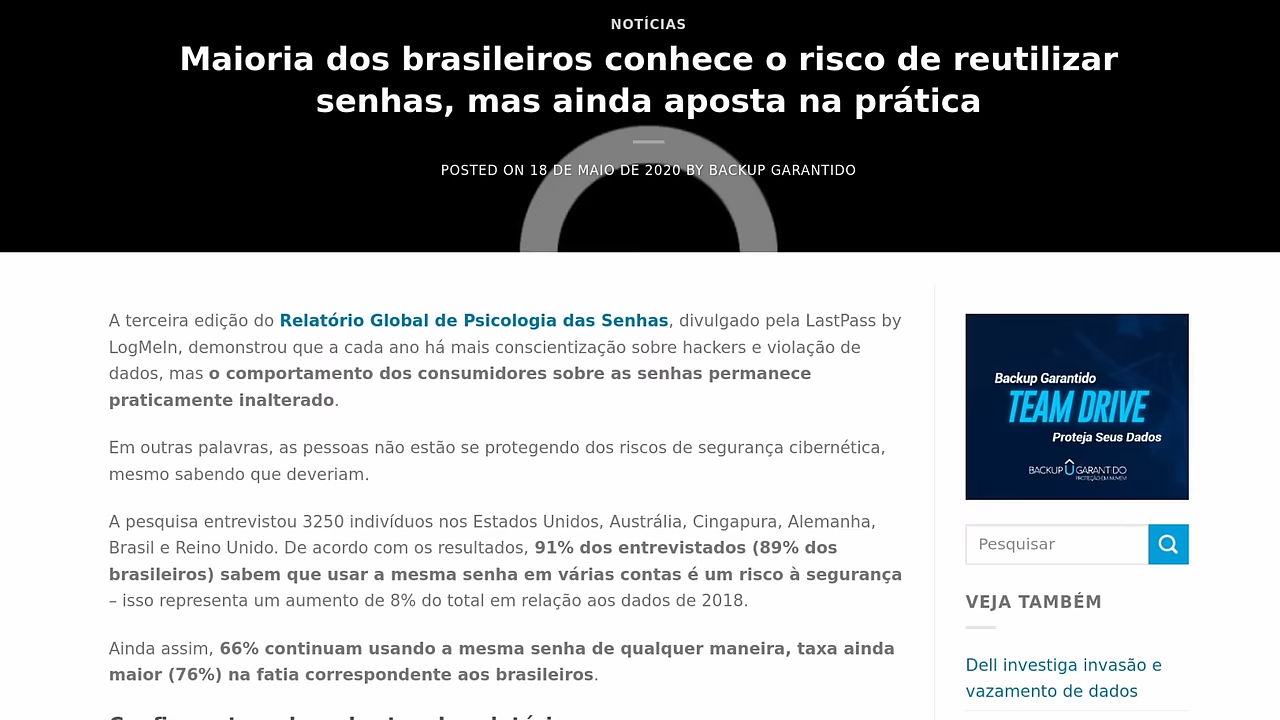 NOTÍCIAS
Maioria dos brasileiros conhece o risco de reutilizar
senhas, mas ainda aposta na prática
POSTED ON 18 DE MAIO DE 2020 BY BACKUP GARANTIDO
A terceira edição do Relatório Global de Psicologia das Senhas, divulgado pela LastPass by
LogMeIn, demonstrou que a cada ano há mais conscientização sobre hackers e violação de
dados, mas o comportamento dos consumidores sobre as senhas permanece
praticamente inalterado.
Em outras palavras, as pessoas não estão se protegendo dos riscos de segurança cibernética,
mesmo sabendo que deveriam.
A pesquisa entrevistou 3250 indivíduos nos Estados Unidos, Austrália, Cingapura, Alemanha,
Brasil e Reino Unido. De acordo com os resultados, 91% dos entrevistados (89% dos
brasileiros) sabem que usar a mesma senha em várias contas é um risco à segurança
– isso representa um aumento de 8% do total em relação aos dados de 2018.
Ainda assim, 66% continuam usando a mesma senha de qualquer maneira, taxa ainda
maior (76%) na fatia correspondente aos brasileiros.
Backup Garantido
TEAM DRIVE
Proteja Seus Dados
BACKUP GARANTIDO
PROTEÇÃO EM NUVEM
Pesquisar
VEJA TAMBÉM
Dell investiga invasão e
vazamento de dados